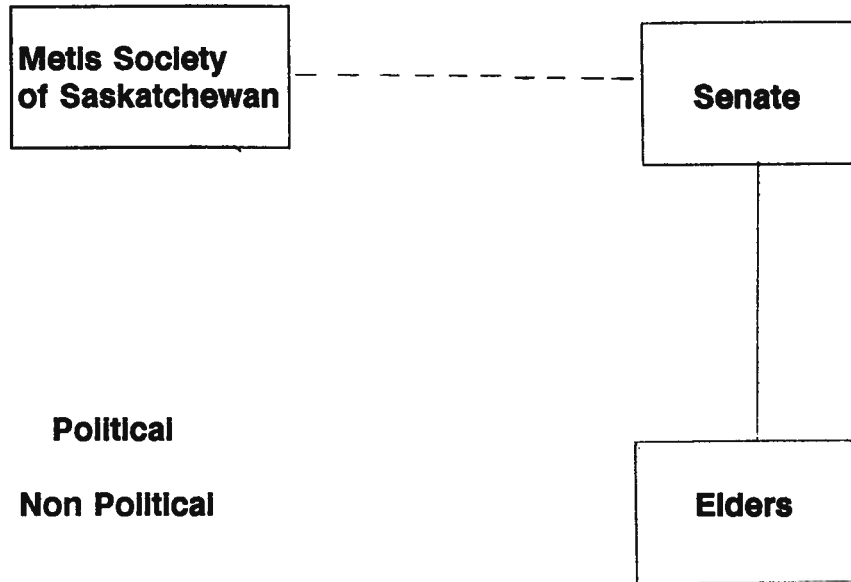 Metis Society
of Saskatchewan
Senate
Political
Non Political
Elders